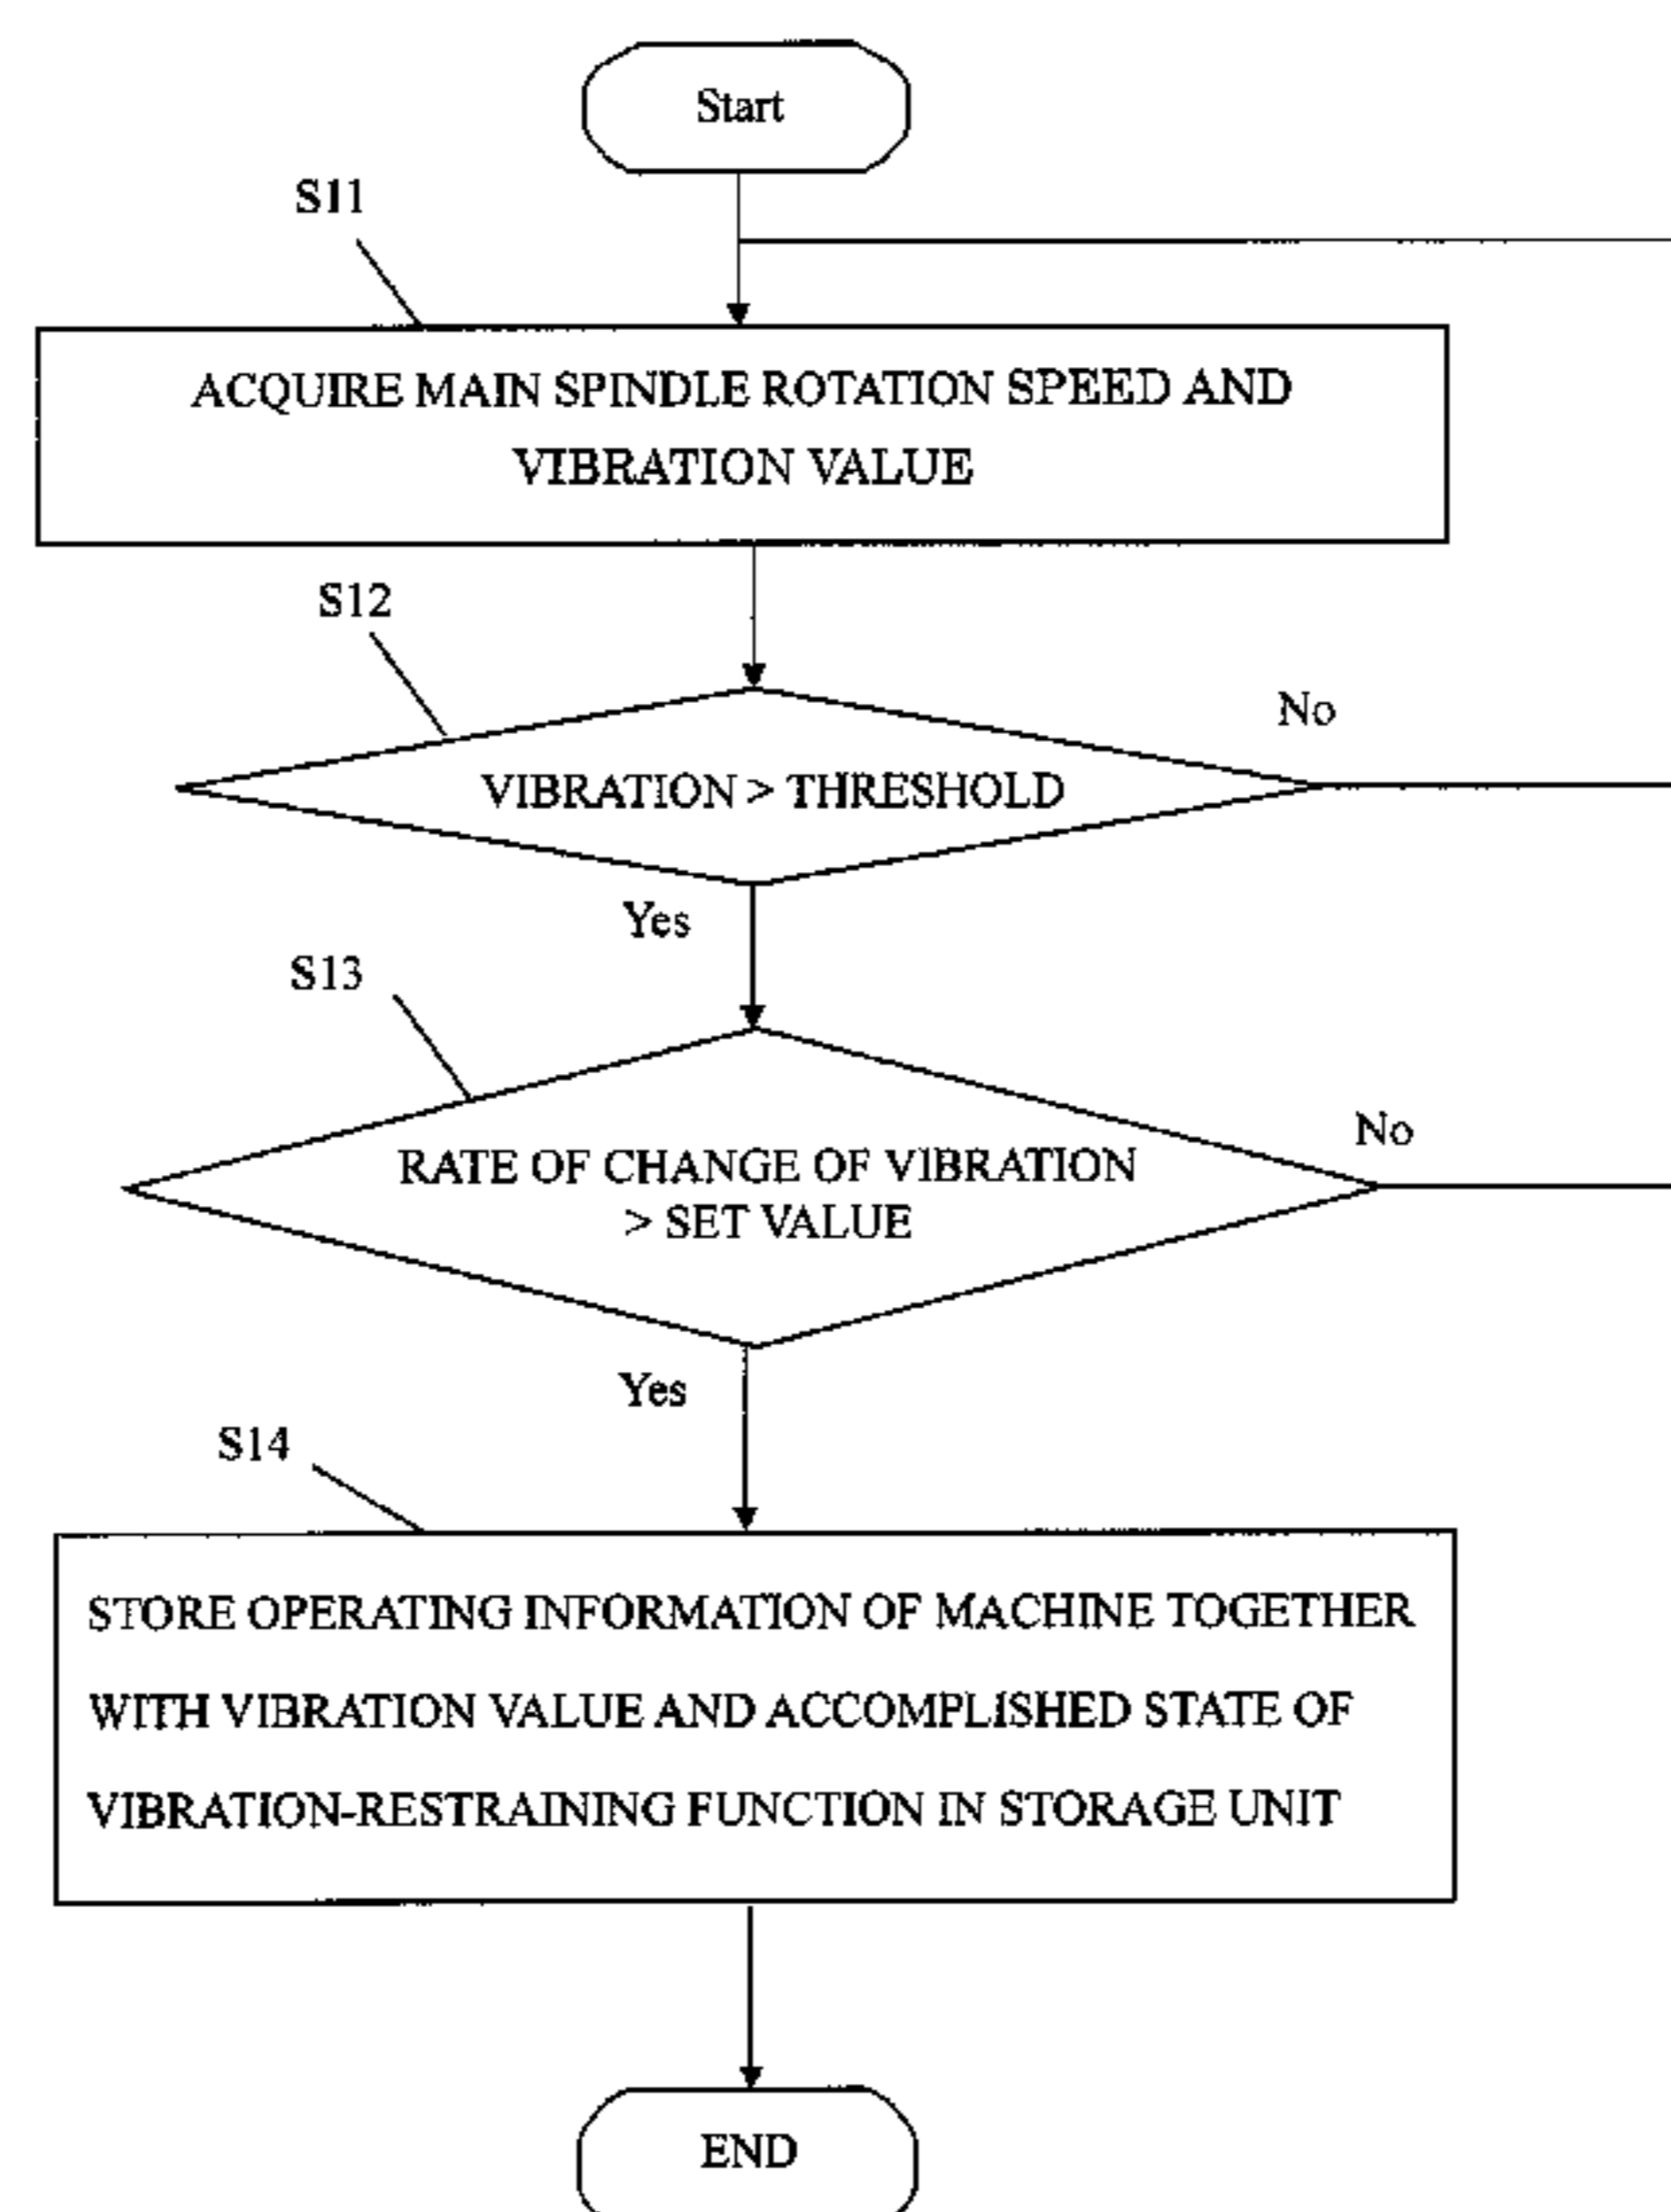 Start
S11
ACQUIRE MAIN SPINDLE ROTATION SPEED AND
VIBRATION VALUE
S12
No
VIBRATION > THRESHOLD
Yes
S13
No
RATE OF CHANGE OF VIBRATION
> SET VALUE
Yes
S14
STORE OPERATING INFORMATION OF MACHINE TOGETHER
WITH VIBRATION VALUE AND ACCOMPLISHED STATE OF
VIBRATION-RESTRAINING FUNCTION IN STORAGE UNIT
END